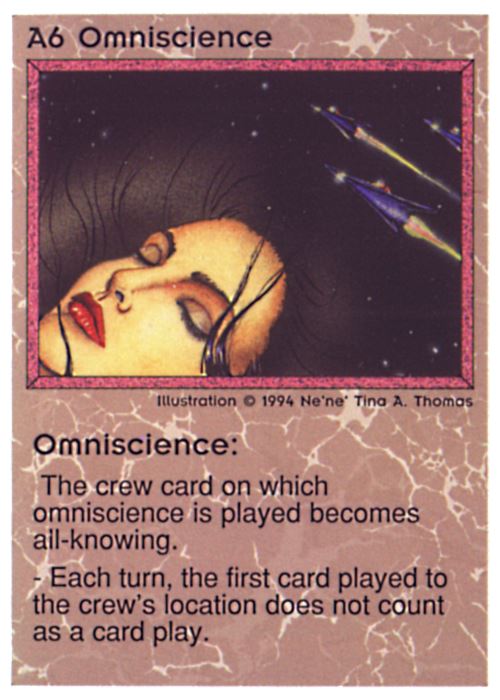 A6 Omniscience
Illustration © 1994 Ne'ne' Tina A. Thomas
Omniscience:
The crew card on which
omniscience is played becomes
all-knowing.
- Each turn, the first card played to
the crew's location does not count
as a card play.